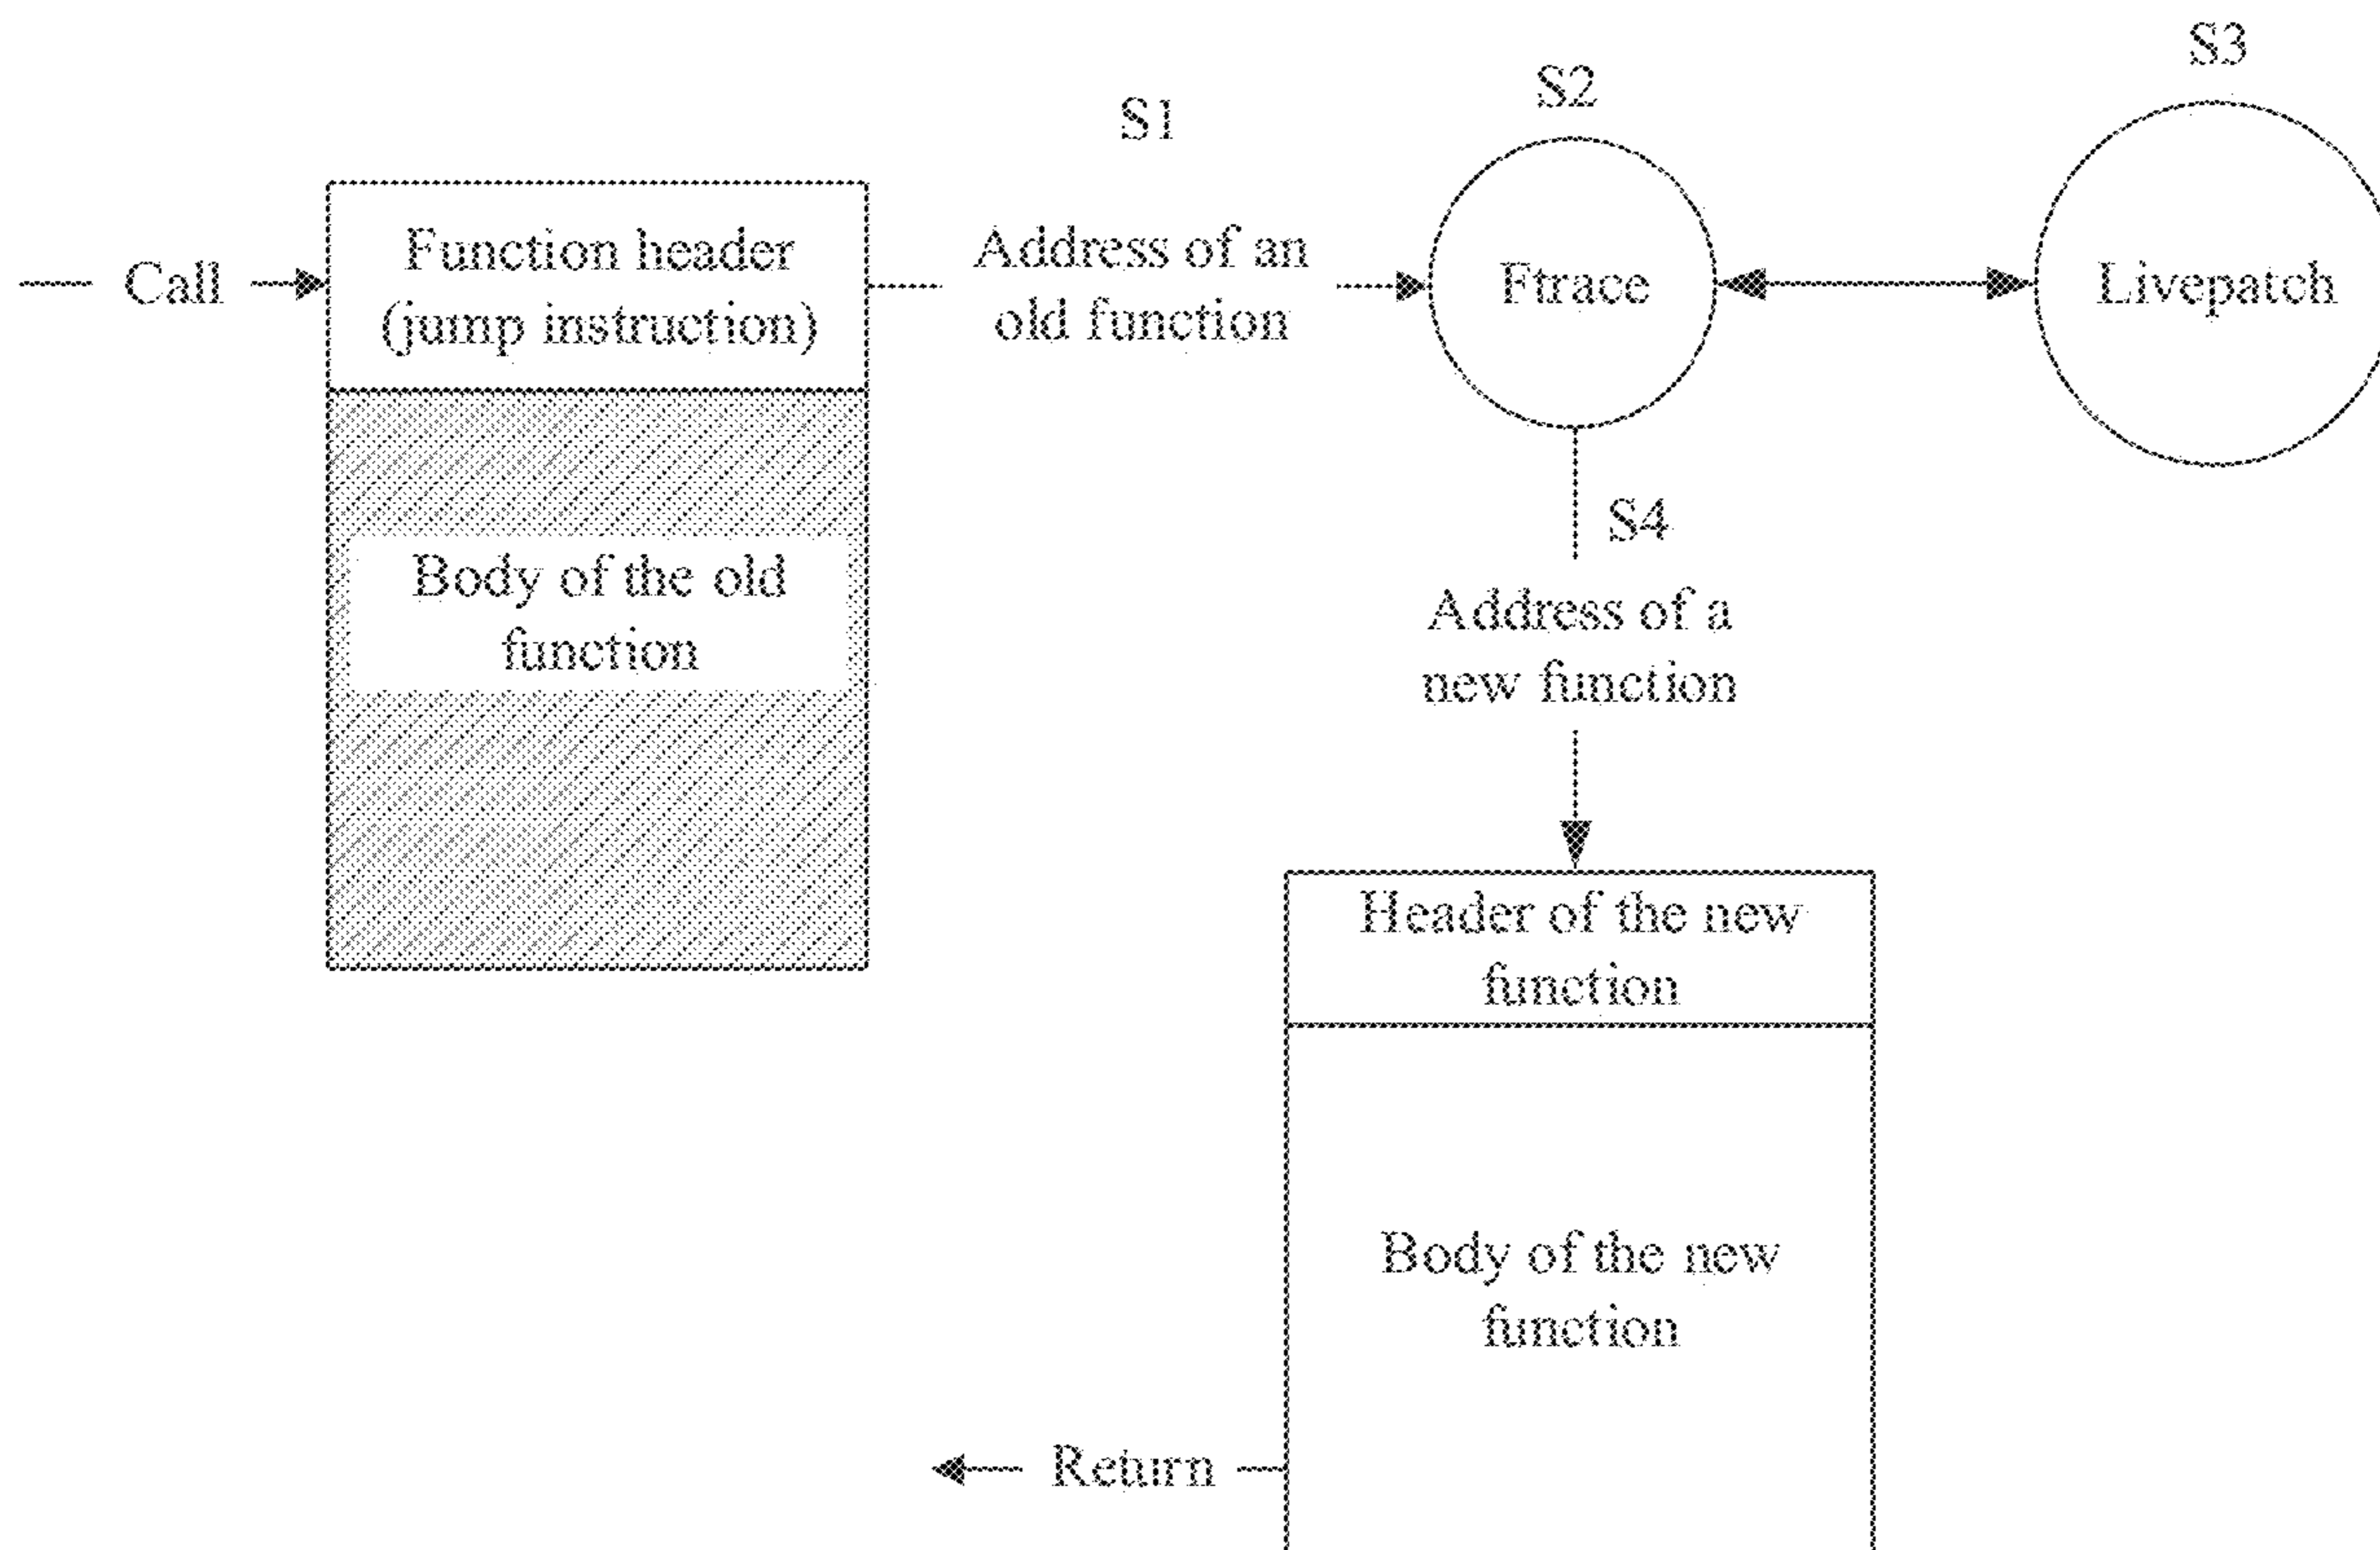 S3
S2
S1
Call
Function header
(jump instruction)
Address of an
old function
Ftrace
Livepatch
S4
Body of the old
function
Address of a
new function
Header of the new
function
Body of the new
function
Return